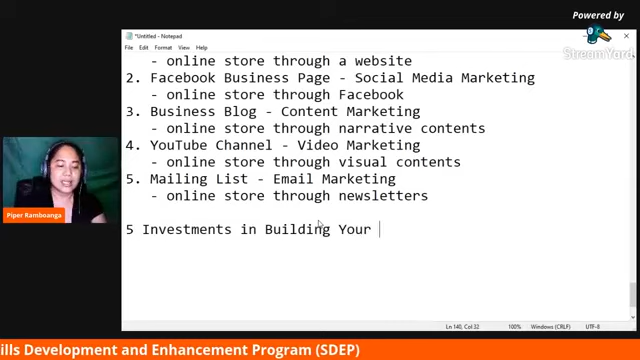 Powered by
StreamYard
*Untitled - Notepad
File Edit Format View Help
- online store through a website
2. Facebook Business Page - Social Media Marketing
- online store through Facebook
3. Business Blog - Content Marketing
- online store through narrative contents
4. YouTube Channel - Video Marketing
- online store through visual contents
5. Mailing List - Email Marketing
- online store through newsletters
5 Investments in Building Your
Piper Ramboanga
Ln 140, Col 32 100% Windows (CRLF) UTF-8
ills Development and Enhancement Program (SDEP)